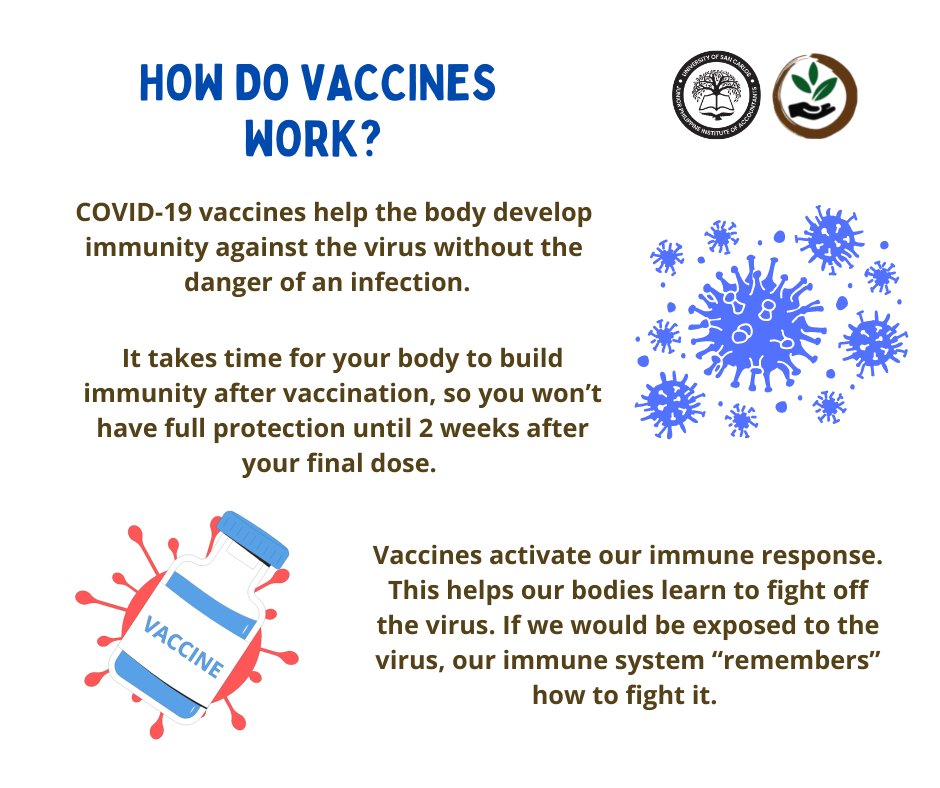 HOW DO VACCINES
WORK?
UNIVERSITY OF SAN CARLOS
JUNIOR PHILIPPINE INSTITUTE OF ACCOUNTANTS
COVID-19 vaccines help the body develop
immunity against the virus without the
danger of an infection.
It takes time for your body to build
immunity after vaccination, so you won’t
have full protection until 2 weeks after
your final dose.
VACCINE
Vaccines activate our immune response.
This helps our bodies learn to fight off
the virus. If we would be exposed to the
virus, our immune system “remembers”
how to fight it.